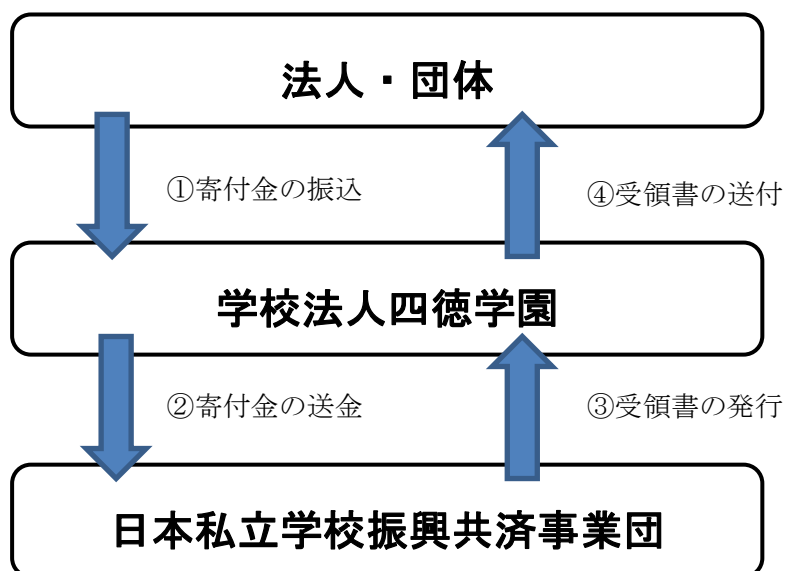 法人・団体
①寄付金の振込
④受領書の送付
学校法人四徳学園
②寄付金の送金
③受領書の発行
日本私立学校振興共済事業団